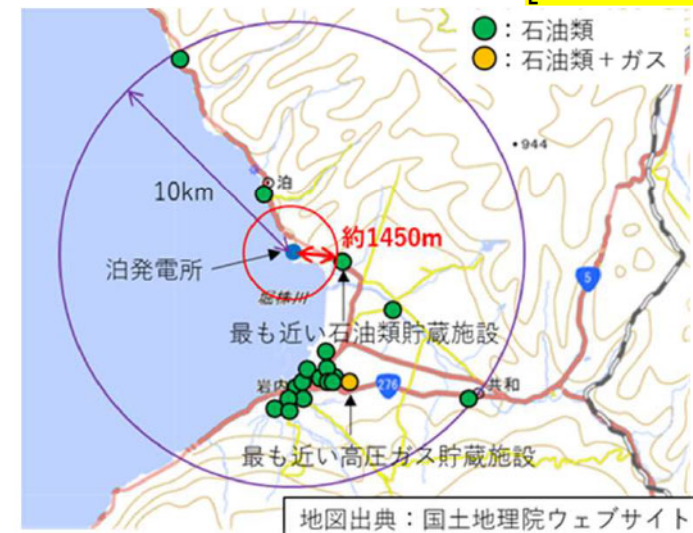 ：石油類
：石油類＋ガス
・944
泊
10km
約1450m
泊発電所
堀株川
5
最も近い石油類貯蔵施設
岩内
276
共和
最も近い高圧ガス貯蔵施設
地図出典：国土地理院ウェブサイト